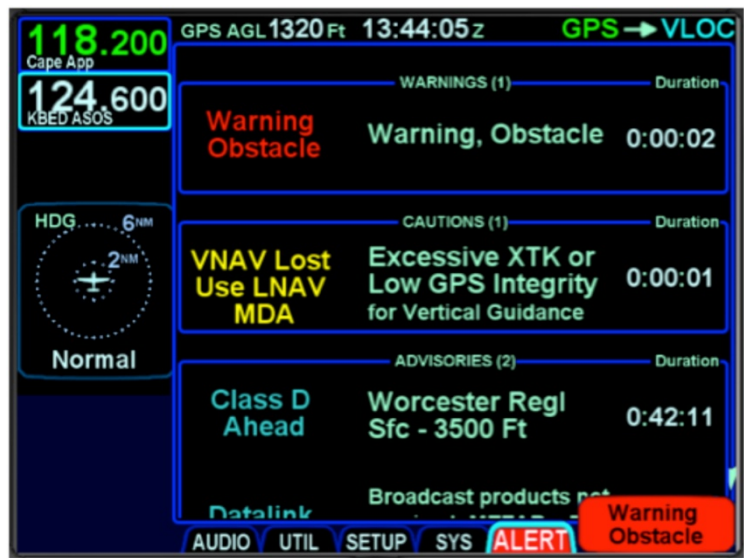 118.200
Cape App
124.600
KBED ASOS
GPS AGL 1320 Ft 13:44:05 Z GPS → VLOC
HDG 6NM
2NM
Normal
WARNINGS (1) Duration
Warning Obstacle
Warning, Obstacle
0:00:02
CAUTIONS (1) Duration
VNAV Lost
Use LNAV
MDA
Excessive XTK or
Low GPS Integrity
for Vertical Guidance
0:00:01
ADVISORIES (2) Duration
Class D
Ahead
Worcester Regl
Sfc - 3500 Ft
0:42:11
Datalink
Broadcast products not
AUDIO UTIL SETUP SYS ALERT
Warning
Obstacle